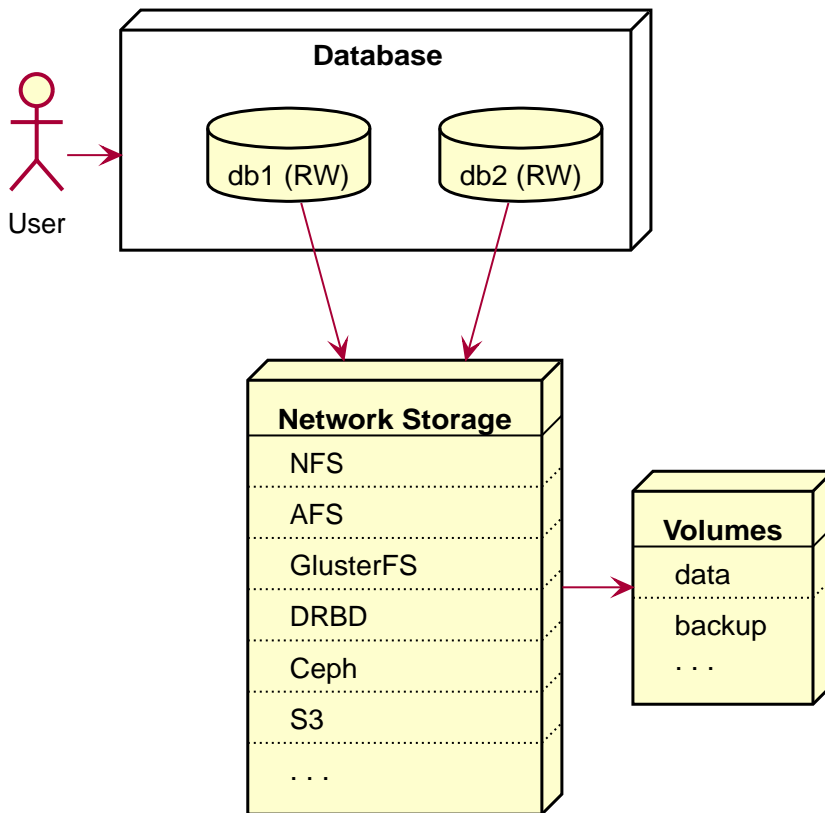 Database
db1 (RW)
db2 (RW)
User
Network Storage
NFS
AFS
GlusterFS
DRBD
Ceph
S3
. . .
Volumes
data
backup
. . .